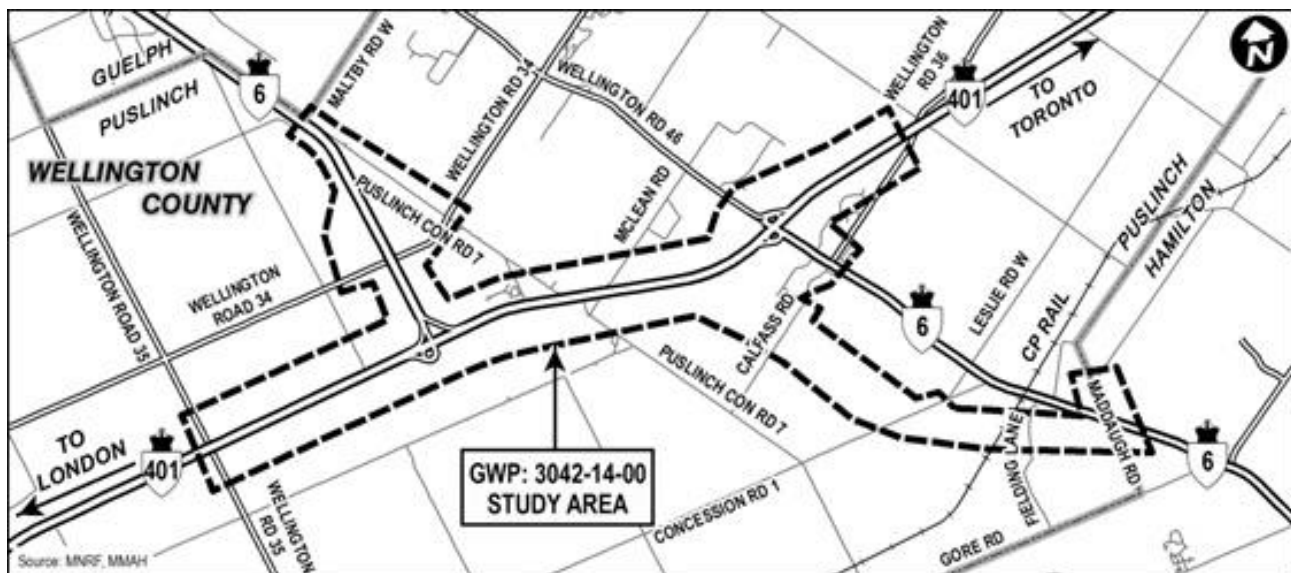 GUELPH
PUSLINCH
6
MALTBY RD W
WELLINGTON RD 34
WELLINGTON RD 46
WELLINGTON
RD 36
401
TO
TORONTO
N
WELLINGTON
COUNTY
PUSLINCH CON RD 7
MCLEAN RD
PUSLINCH
HAMILTON
WELLINGTON ROAD 35
WELLINGTON
ROAD 34
CALFASS RD
6
LESLIE RD W
CP RAIL
PUSLINCH CON RD 7
MADDAUGH RD
FIELDING LANE
6
TO
LONDON
401
WELLINGTON
RD 35
GWP: 3042-14-00
STUDY AREA
CONCESSION RD 1
GORE RD
Source: MNRF, MMAH